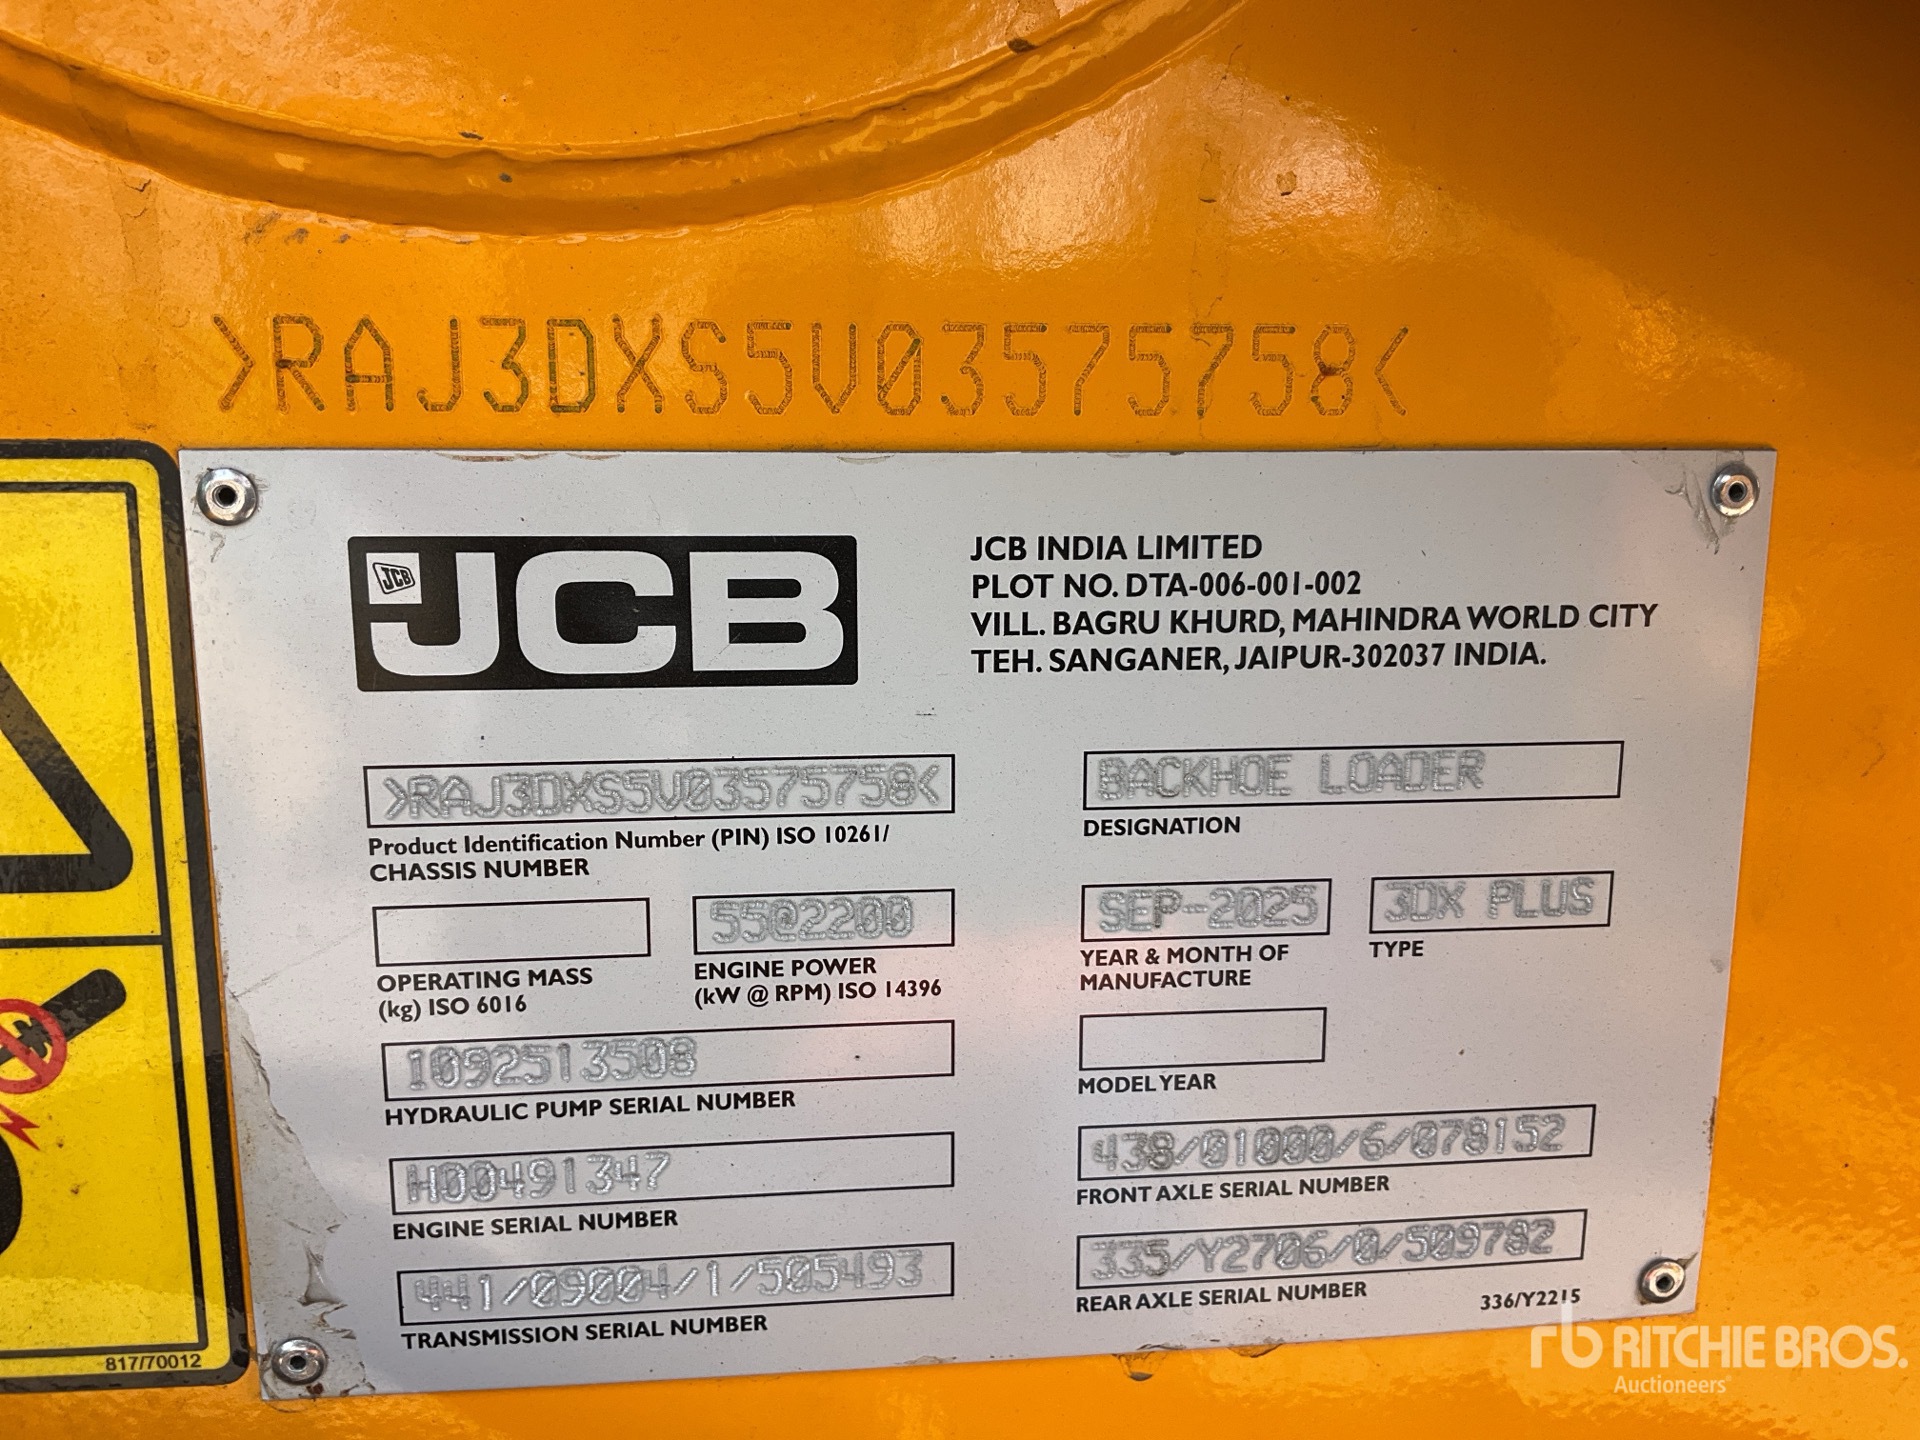 >RAJ3DXS5V03575758<
JCB
JCB
JCB INDIA LIMITED
PLOT NO. DTA-006-001-002
VILL. BAGRU KHURD, MAHINDRA WORLD CITY
TEH. SANGANER, JAIPUR-302037 INDIA.
>RAJ3DXS5V03575758<
Product Identification Number (PIN) ISO 10261/
CHASSIS NUMBER
BACKHOE LOADER
DESIGNATION
OPERATING MASS
(kg) ISO 6016
55@2200
ENGINE POWER
(kW @ RPM) ISO 14396
SEP-2025
YEAR & MONTH OF
MANUFACTURE
3DX PLUS
TYPE
1092513508
HYDRAULIC PUMP SERIAL NUMBER
MODEL YEAR
H00491347
ENGINE SERIAL NUMBER
438/01000/6/078152
FRONT AXLE SERIAL NUMBER
441/09004/1/505493
TRANSMISSION SERIAL NUMBER
335/Y2706/0/509782
REAR AXLE SERIAL NUMBER
336/Y2215
817/70012
rb RITCHIE BROS.
Auctioneers